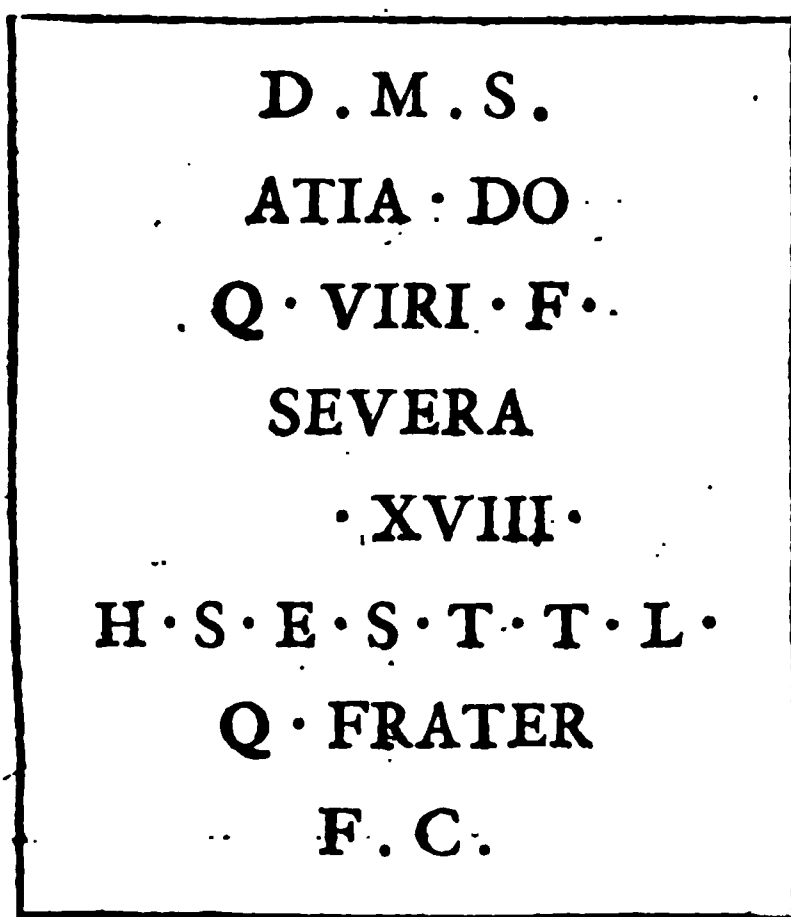 D . M . S .
ATIA · DO
Q · VIRI · F ·
SEVERA
· XVIII ·
H · S · E · S · T · T · L ·
Q · FRATER
F . C .